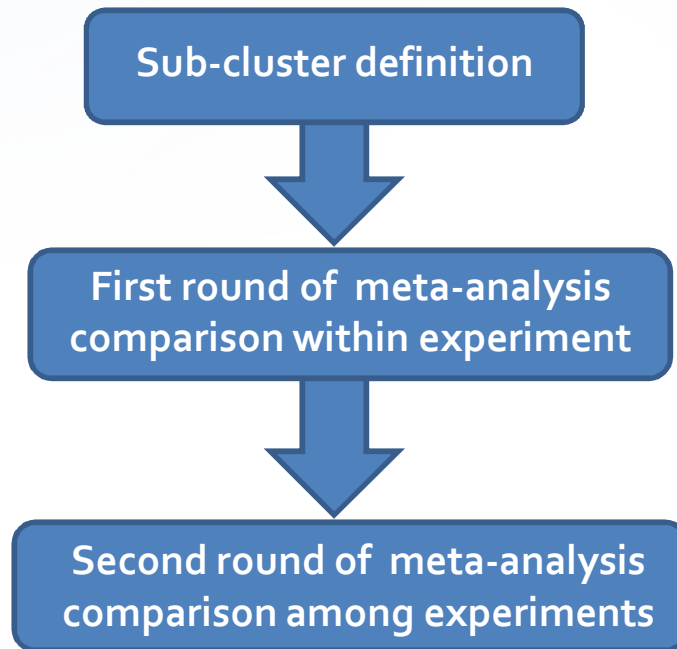 Sub-cluster definition
First round of meta-analysis
comparison within experiment
Second round of meta-analysis
comparison among experiments